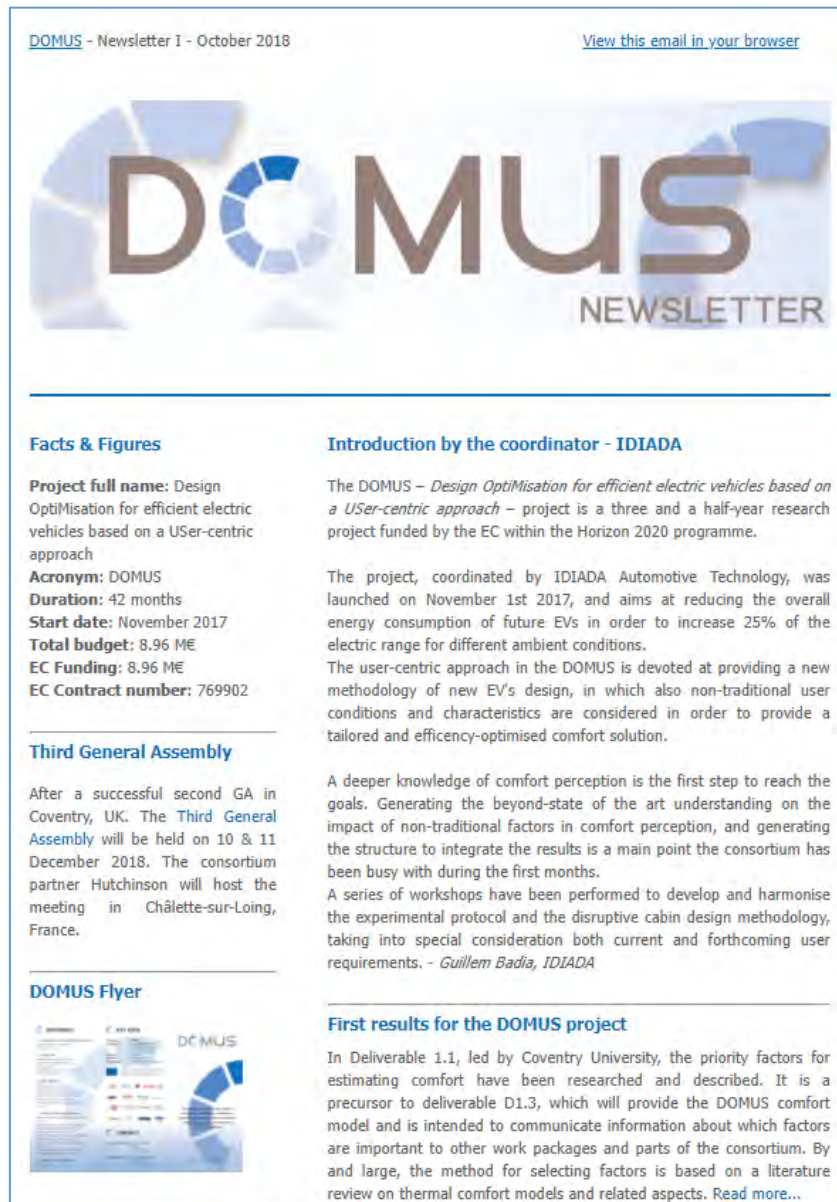 DOMUS - Newsletter I - October 2018
View this email in your browser
DOMUS
NEWSLETTER
Facts & Figures
Project full name: Design
OptiMisation for efficient electric
vehicles based on a USer-centric
approach
Acronym: DOMUS
Duration: 42 months
Start date: November 2017
Total budget: 8.96 M€
EC Funding: 8.96 M€
EC Contract number: 769902
Third General Assembly
After a successful second GA in
Coventry, UK. The Third General
Assembly will be held on 10 & 11
December 2018. The consortium
partner Hutchinson will host the
meeting in Châlette-sur-Loing,
France.
DOMUS Flyer
DOMUS
Introduction by the coordinator - IDIADA
The DOMUS – Design OptiMisation for efficient electric vehicles based on
a USer-centric approach – project is a three and a half-year research
project funded by the EC within the Horizon 2020 programme.
The project, coordinated by IDIADA Automotive Technology, was
launched on November 1st 2017, and aims at reducing the overall
energy consumption of future EVs in order to increase 25% of the
electric range for different ambient conditions.
The user-centric approach in the DOMUS is devoted at providing a new
methodology of new EV's design, in which also non-traditional user
conditions and characteristics are considered in order to provide a
tailored and efficency-optimised comfort solution.
A deeper knowledge of comfort perception is the first step to reach the
goals. Generating the beyond-state of the art understanding on the
impact of non-traditional factors in comfort perception, and generating
the structure to integrate the results is a main point the consortium has
been busy with during the first months.
A series of workshops have been performed to develop and harmonise
the experimental protocol and the disruptive cabin design methodology,
taking into special consideration both current and forthcoming user
requirements. - Guillem Badia, IDIADA
First results for the DOMUS project
In Deliverable 1.1, led by Coventry University, the priority factors for
estimating comfort have been researched and described. It is a
precursor to deliverable D1.3, which will provide the DOMUS comfort
model and is intended to communicate information about which factors
are important to other work packages and parts of the consortium. By
and large, the method for selecting factors is based on a literature
review on thermal comfort models and related aspects. Read more...